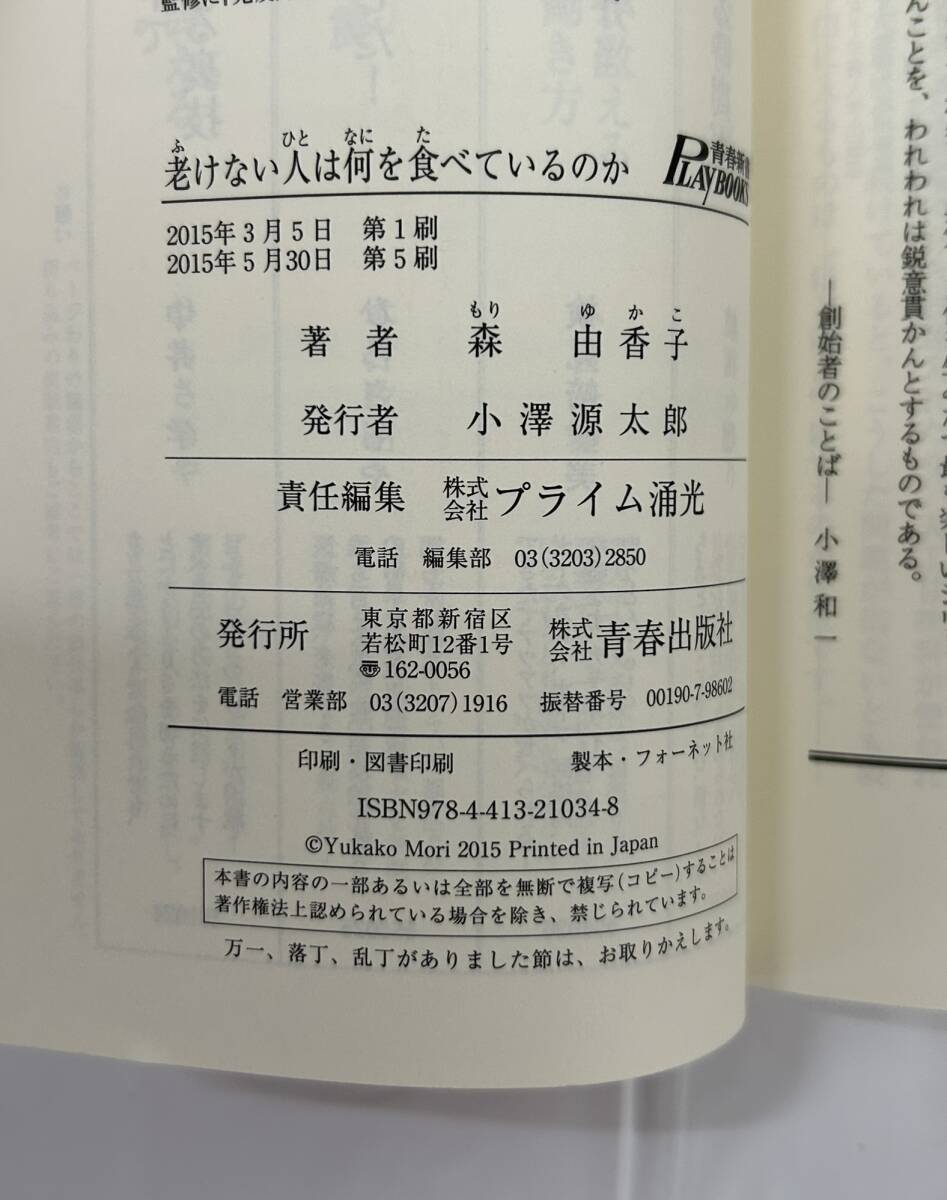 老けない人は何を食べているのか
青春新書
PLAYBOOKS
2015年3月5日 第1刷
2015年5月30日 第5刷
著者 森由香子
もり ゆかこ
発行者 小澤源太郎
責任編集 株式会社プライム涌光
電話 編集部 03(3203)2850
発行所 東京都新宿区
若松町12番1号
〠162-0056
株式会社青春出版社
電話 営業部 03(3207)1916 振替番号 00190-7-98602
印刷・図書印刷 製本・フォーネット社
ISBN978-4-413-21034-8
©Yukako Mori 2015 Printed in Japan
本書の内容の一部あるいは全部を無断で複写(コピー)することは
著作権法上認められている場合を除き、禁じられています。
万一、落丁、乱丁がありました節は、お取りかえします。
んことを、われわれは鋭意貫かんとするものである。
―創始者のことば― 小澤和一